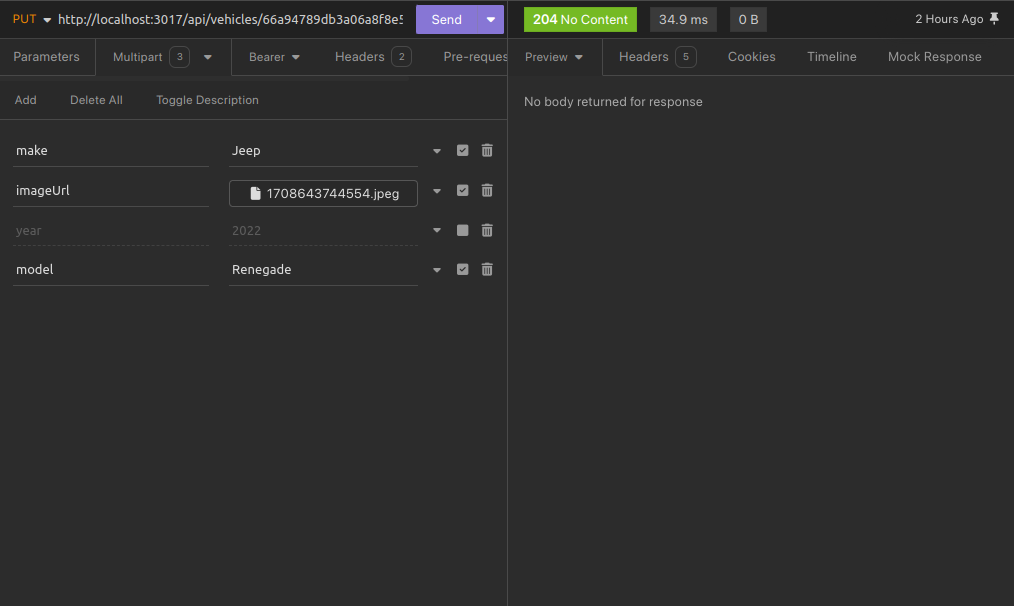 PUT http://localhost:3017/api/vehicles/66a94789db3a06a8f8e5 Send
204 No Content 34.9 ms 0 B 2 Hours Ago
Parameters Multipart 3 Bearer Headers 2 Pre-reques
Preview Headers 5 Cookies Timeline Mock Response
Add Delete All Toggle Description
No body returned for response
make Jeep
imageUrl 1708643744554.jpeg
year 2022
model Renegade